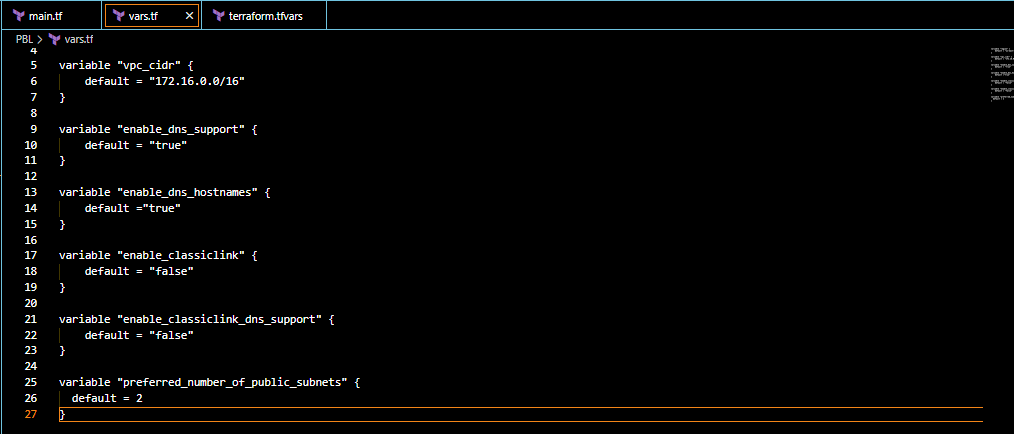 main.tf vars.tf × terraform.tfvars
PBL > vars.tf
4
5 variable "vpc_cidr" {
6     default = "172.16.0.0/16"
7 }
8
9 variable "enable_dns_support" {
10     default = "true"
11 }
12
13 variable "enable_dns_hostnames" {
14     default ="true"
15 }
16
17 variable "enable_classiclink" {
18     default = "false"
19 }
20
21 variable "enable_classiclink_dns_support" {
22     default = "false"
23 }
24
25 variable "preferred_number_of_public_subnets" {
26   default = 2
27 }